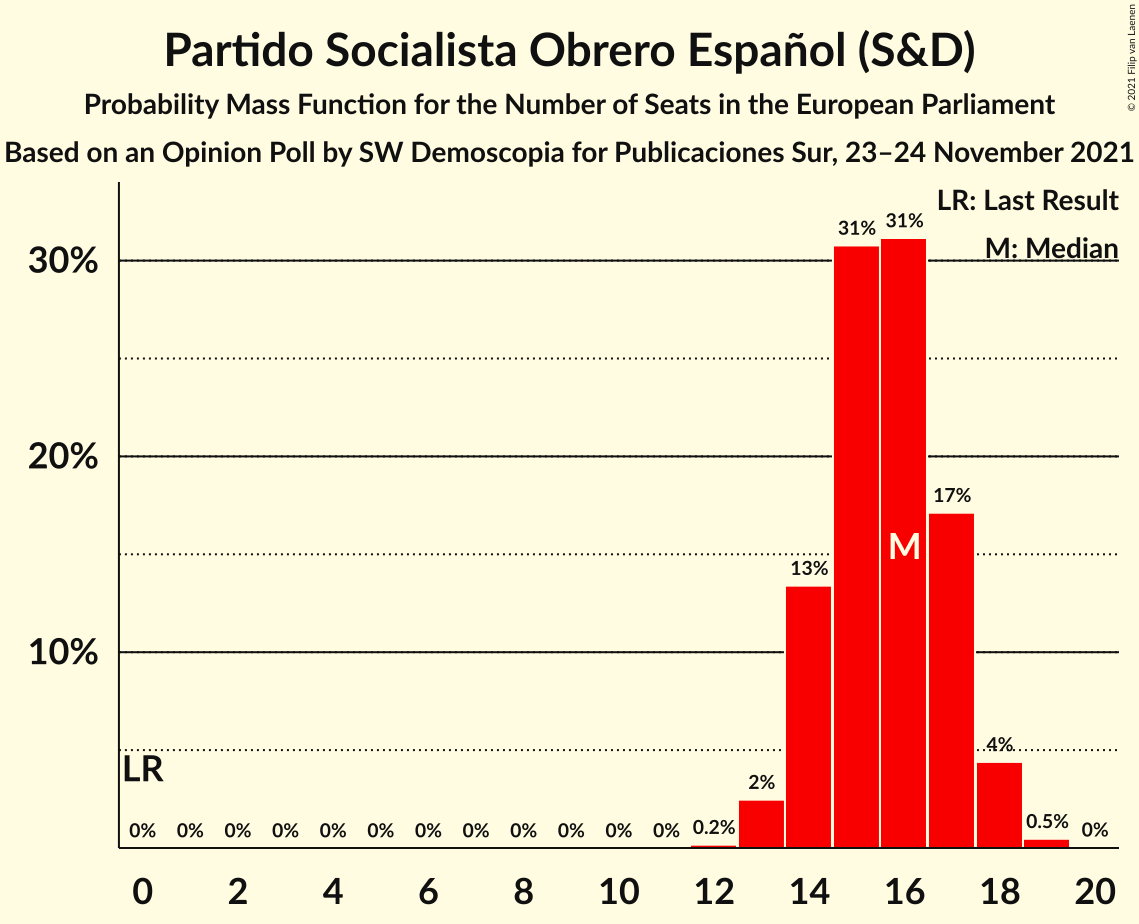 Partido Socialista Obrero Español (S&D)
Probability Mass Function for the Number of Seats in the European Parliament
Based on an Opinion Poll by SW Demoscopia for Publicaciones Sur, 23–24 November 2021
© 2021 Filip van Laenen
LR: Last Result
M: Median
30%
20%
10%
31%
31%
17%
M
13%
4%
LR
2%
0% 0% 0% 0% 0% 0% 0% 0% 0% 0% 0% 0% 0.2% 0.5% 0%
0 2 4 6 8 10 12 14 16 18 20